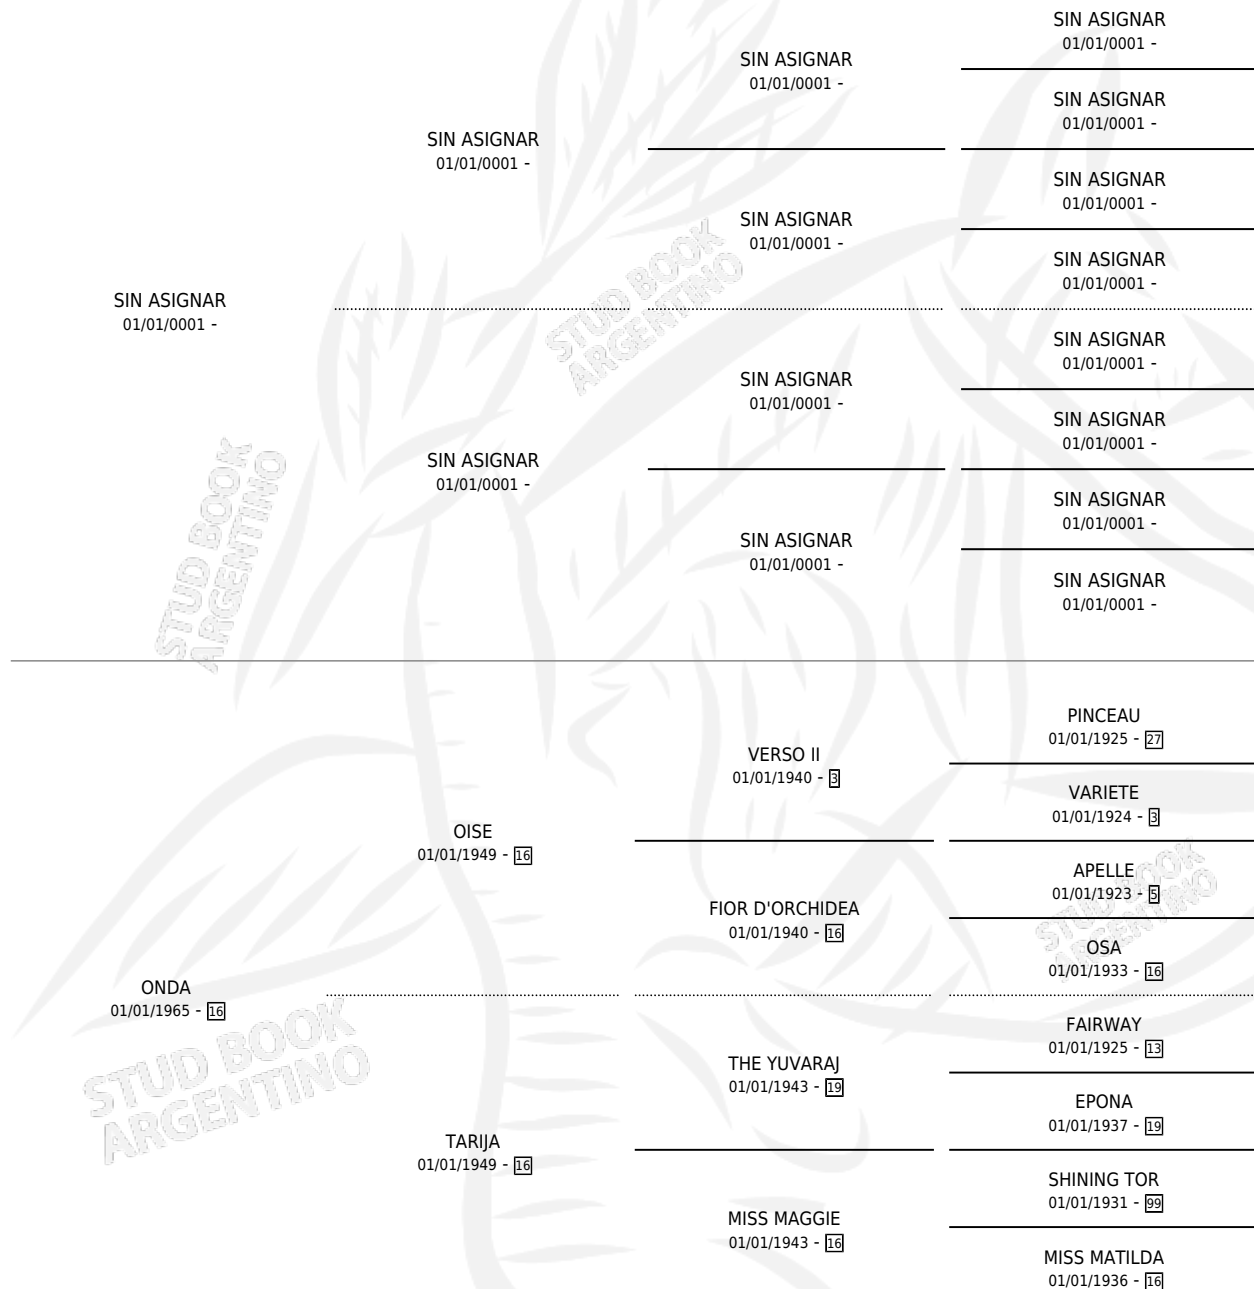 SIN ASIGNAR
01/01/0001 -
SIN ASIGNAR
01/01/0001 -
SIN ASIGNAR
01/01/0001 -
SIN ASIGNAR
01/01/0001 -
SIN ASIGNAR
01/01/0001 -
SIN ASIGNAR
01/01/0001 -
SIN ASIGNAR
01/01/0001 -
SIN ASIGNAR
01/01/0001 -
SIN ASIGNAR
01/01/0001 -
SIN ASIGNAR
01/01/0001 -
SIN ASIGNAR
01/01/0001 -
SIN ASIGNAR
01/01/0001 -
SIN ASIGNAR
01/01/0001 -
SIN ASIGNAR
01/01/0001 -
SIN ASIGNAR
01/01/0001 -
STUD BOOK
ARGENTINO
STUD BOOK
ARGENTINO
PINCEAU
01/01/1925 - 27
VERSO II
01/01/1940 - 3
VARIETE
01/01/1924 - 3
OISE
01/01/1949 - 16
APELLE
01/01/1923 - 5
FIOR D'ORCHIDEA
01/01/1940 - 16
OSA
01/01/1933 - 16
STUD BOOK
ARGENTINO
ONDA
01/01/1965 - 16
FAIRWAY
01/01/1925 - 13
THE YUVARAJ
01/01/1943 - 19
EPONA
01/01/1937 - 19
STUD BOOK
ARGENTINO
TARIJA
01/01/1949 - 16
SHINING TOR
01/01/1931 - 99
MISS MAGGIE
01/01/1943 - 16
MISS MATILDA
01/01/1936 - 16